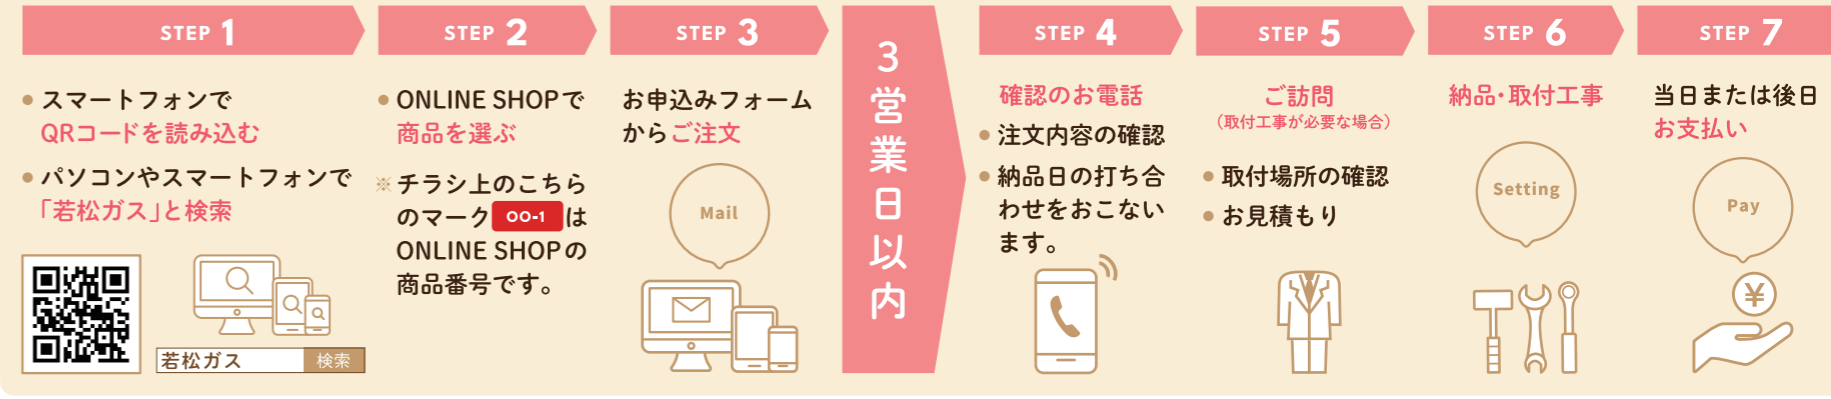 STEP 1
● スマートフォンで
QRコードを読み込む
● パソコンやスマートフォンで
「若松ガス」と検索
若松ガス 検索
STEP 2
● ONLINE SHOPで
商品を選ぶ
※ チラシ上のこちら
のマーク OO-1 は
ONLINE SHOPの
商品番号です。
STEP 3
お申込みフォーム
からご注文
Mail
3営業日以内
STEP 4
確認のお電話
● 注文内容の確認
● 納品日の打ち合
わせをおこない
ます。
STEP 5
ご訪問
（取付工事が必要な場合）
● 取付場所の確認
● お見積もり
STEP 6
納品・取付工事
Setting
STEP 7
当日または後日
お支払い
Pay
¥